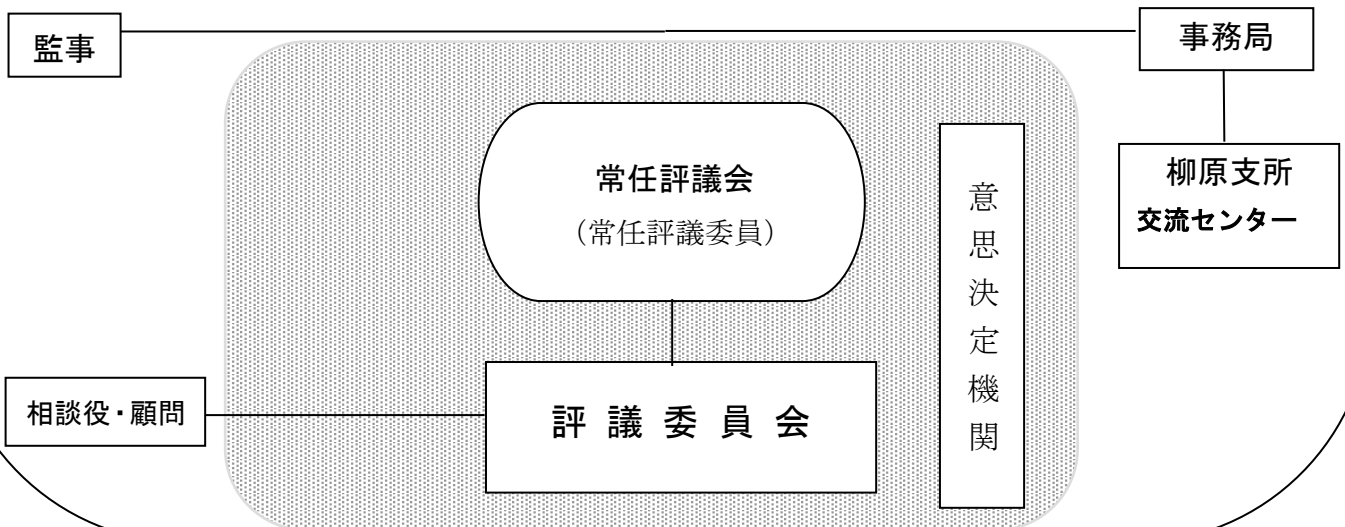 監事
事務局
常任評議会
（常任評議委員）
意思決定機関
柳原支所
交流センター
相談役・顧問
評議委員会